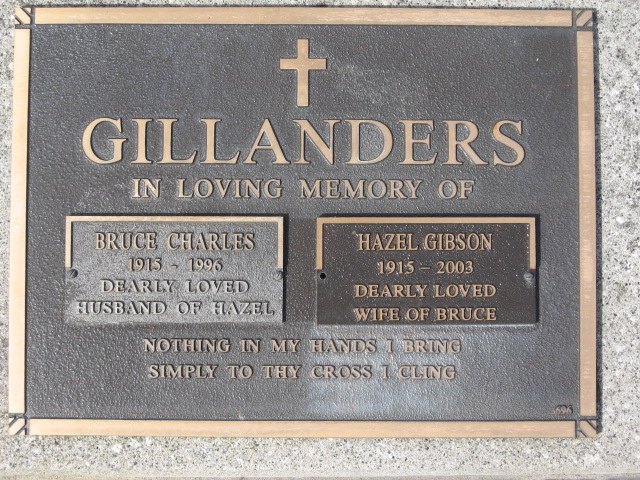 GILLANDERS
IN LOVING MEMORY OF
BRUCE CHARLES
1915 - 1996
DEARLY LOVED
HUSBAND OF HAZEL
HAZEL GIBSON
1915 - 2003
DEARLY LOVED
WIFE OF BRUCE
NOTHING IN MY HANDS I BRING
SIMPLY TO THY CROSS I CLING
696